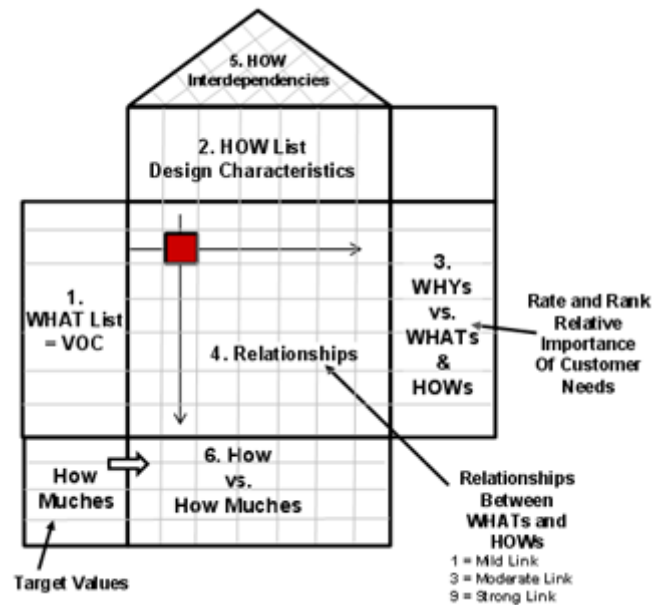 5. HOW
Interdependencies
2. HOW List
Design Characteristics
1.
WHAT List
= VOC
3.
WHYs
vs.
WHATs
&
HOWs
Rate and Rank
Relative
Importance
Of Customer
Needs
4. Relationships
How
Muches
6. How
vs.
How Muches
Relationships
Between
WHATs and
HOWs
1 = Mild Link
3 = Moderate Link
9 = Strong Link
Target Values